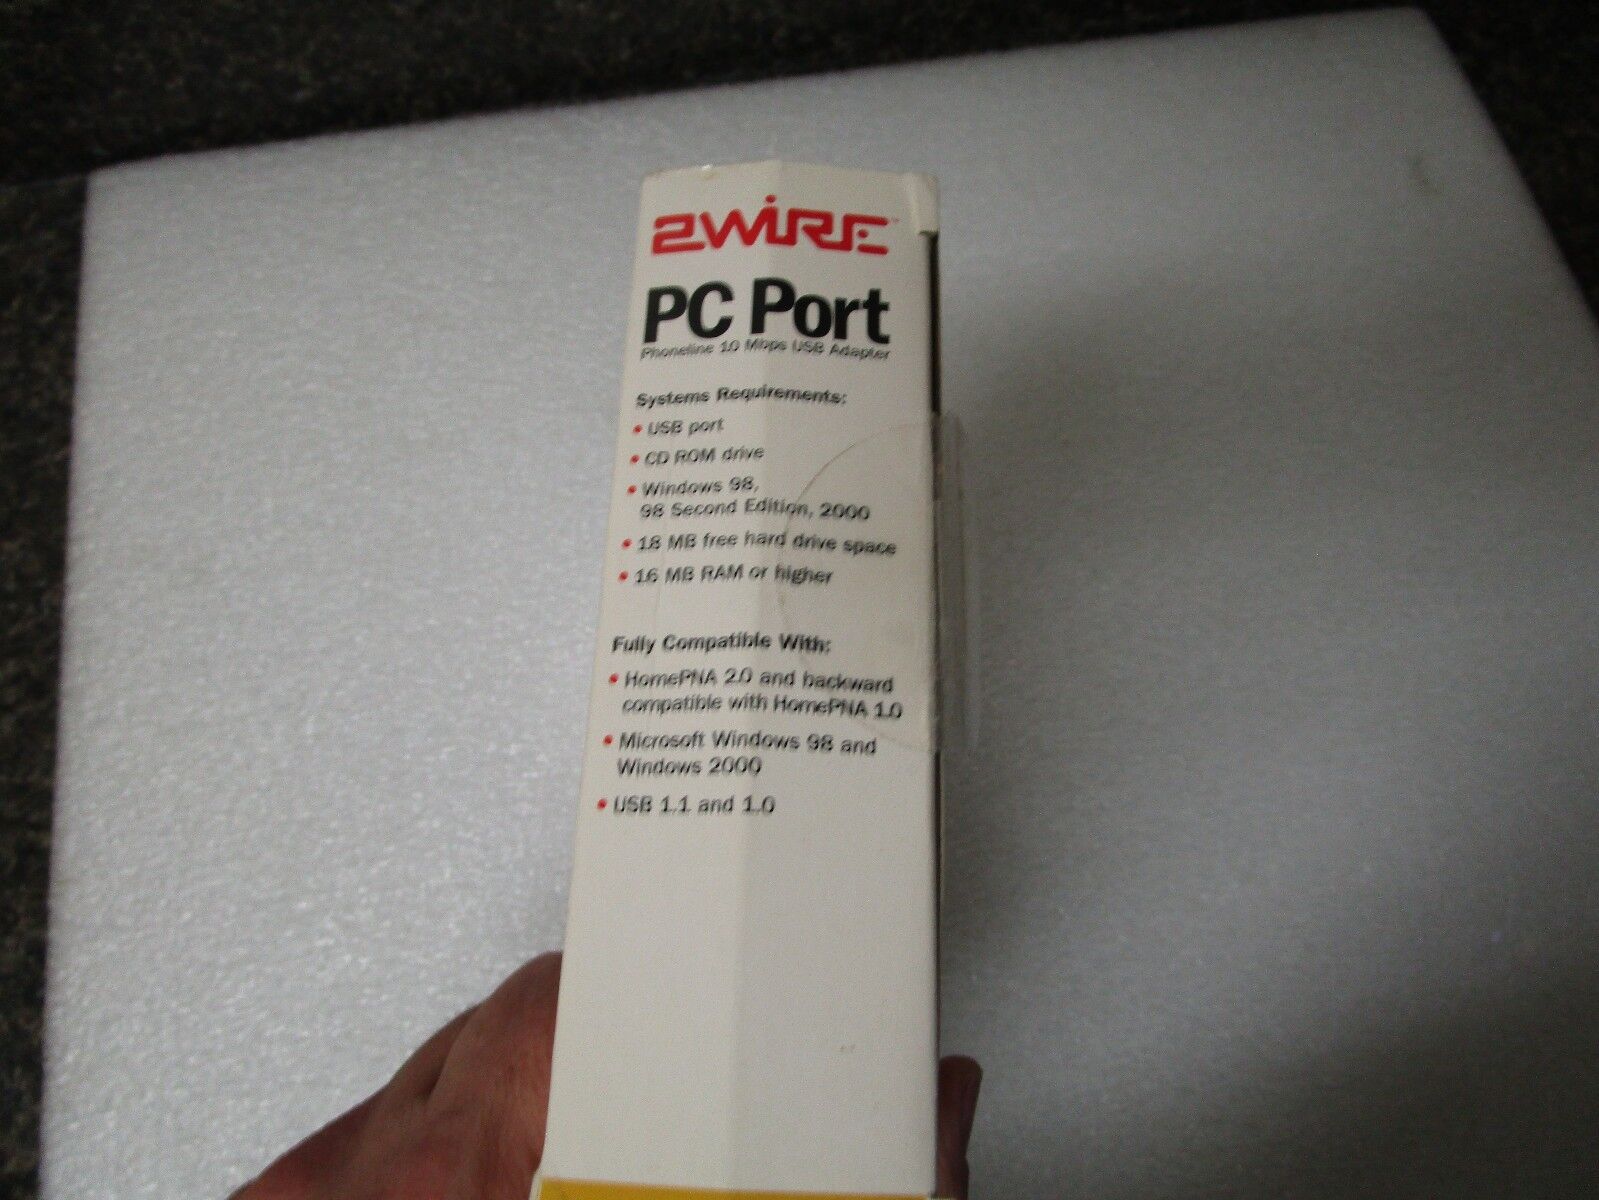 2WIRE™
PC Port
Phoneline 10 Mbps USB Adapter
Systems Requirements:
• USB port
• CD ROM drive
• Windows 98,
98 Second Edition, 2000
• 18 MB free hard drive space
• 16 MB RAM or higher
Fully Compatible With:
• HomePNA 2.0 and backward
compatible with HomePNA 1.0
• Microsoft Windows 98 and
Windows 2000
• USB 1.1 and 1.0